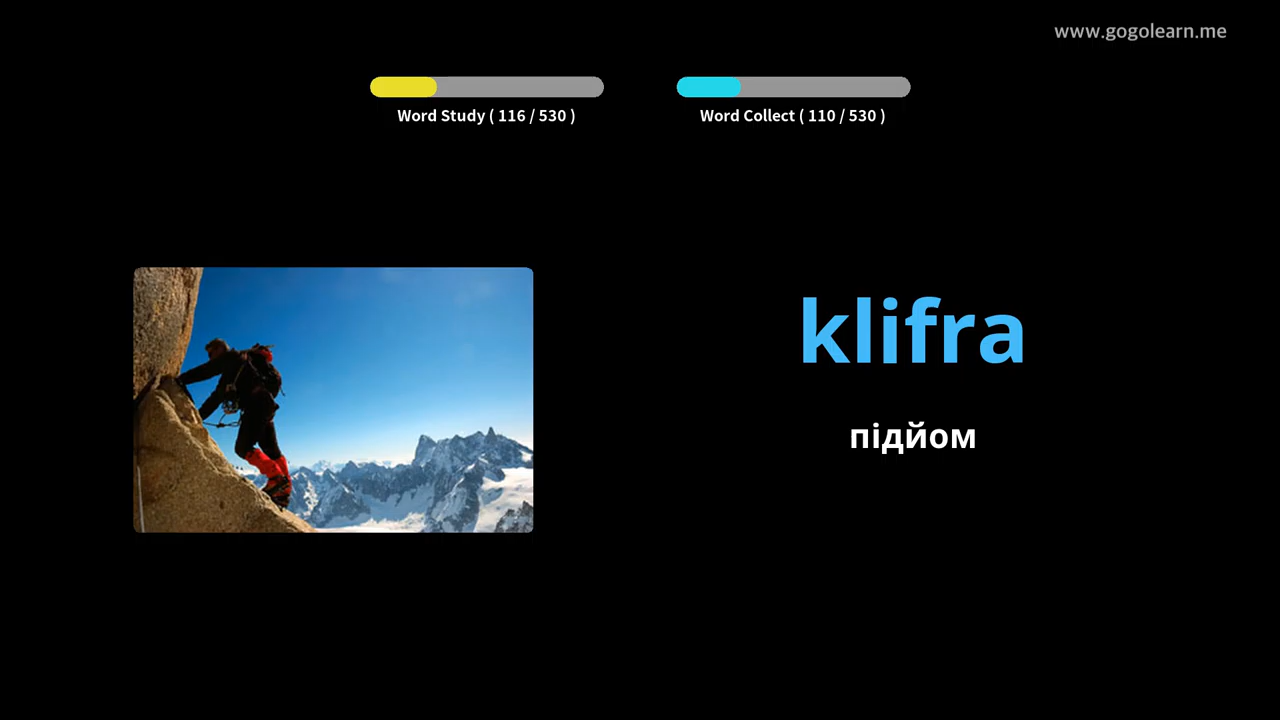 www.gogolearn.me
Word Study ( 116 / 530 )
Word Collect ( 110 / 530 )
klifra
підйом